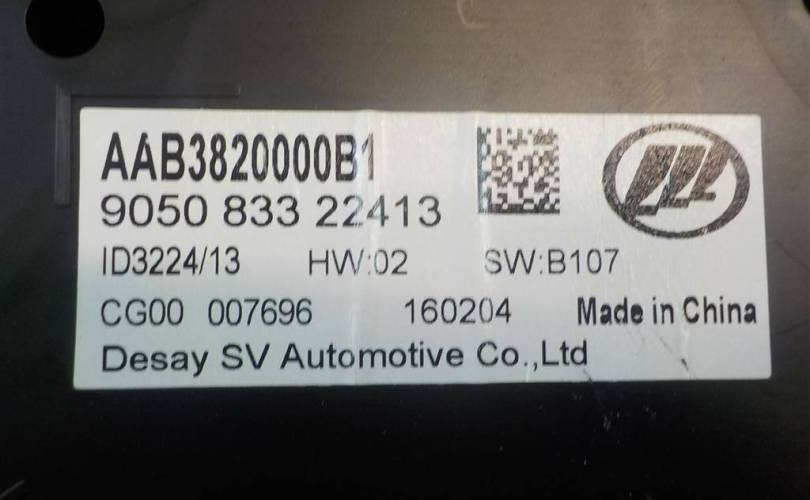 AAB3820000B1
9050 833 22413
ID3224/13 HW:02 SW:B107
CG00 007696 160204 Made in China
Desay SV Automotive Co.,Ltd